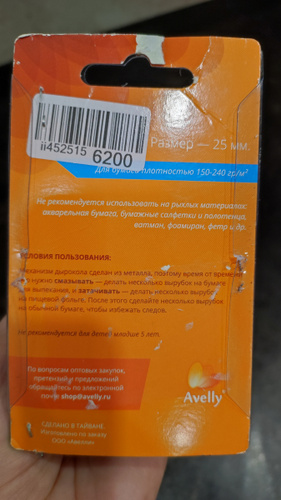 ii452515 6200
Размер — 25 мм.
Для бумаги плотностью 150-240 гр/м²
Не рекомендуется использовать на рыхлых материалах:
акварельная бумага, бумажные салфетки и полотенца,
ватман, фоамиран, фетр и др.
УСЛОВИЯ ПОЛЬЗОВАНИЯ:
Механизм дырокола сделан из металла, поэтому время от времени
его нужно смазывать — делать несколько вырубок на бумаге
для выпекания, и затачивать — делать несколько вырубок
на пищевой фольге. После этого сделайте несколько вырубок
на обычной бумаге, чтобы избежать следов.
Не рекомендуется для детей младше 5 лет.
По вопросам оптовых закупок,
претензий и предложений
обращайтесь по электронной
почте shop@avelly.ru
Avelly
СДЕЛАНО В ТАЙВАНЕ.
Изготовлено по заказу
ООО